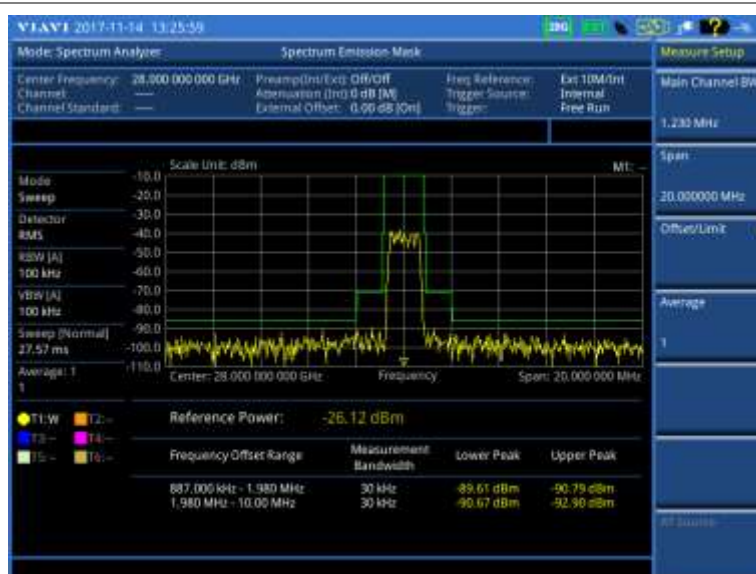 VIAVI 2017-11-14 13:25:59
Mode: Spectrum Analyzer Spectrum Emission Mask
Center Frequency: 28.000 000 000 GHz Preamp(Int/Ext): Off/Off Freq Reference: Ext 10M/Int
Channel: --- Attenuation (Int): 0 dB [M] Trigger Source: Internal
Channel Standard: --- External Offset: 0.00 dB [On] Trigger: Free Run
Measure Setup
Main Channel BW
1.230 MHz
Span
20.000000 MHz
Offset/Limit
Average
1
Mode
Sweep
Detector
RMS
RBW [A]
100 kHz
VBW [A]
100 kHz
Sweep [Normal]
27.57 ms
Average: 1
1
Scale Unit: dBm M1: --
-10.0
-20.0
-30.0
-40.0
-50.0
-60.0
-70.0
-80.0
-90.0
-100.0
-110.0
Center: 28.000 000 000 GHz Frequency Span: 20.000 000 MHz
T1:W T2:--
T3:-- T4:--
T5:-- T6:--
Reference Power: -26.12 dBm
Frequency Offset Range Measurement Bandwidth Lower Peak Upper Peak
887.000 kHz - 1.980 MHz 30 kHz -89.61 dBm -90.79 dBm
1.980 MHz - 10.00 MHz 30 kHz -90.67 dBm -92.90 dBm